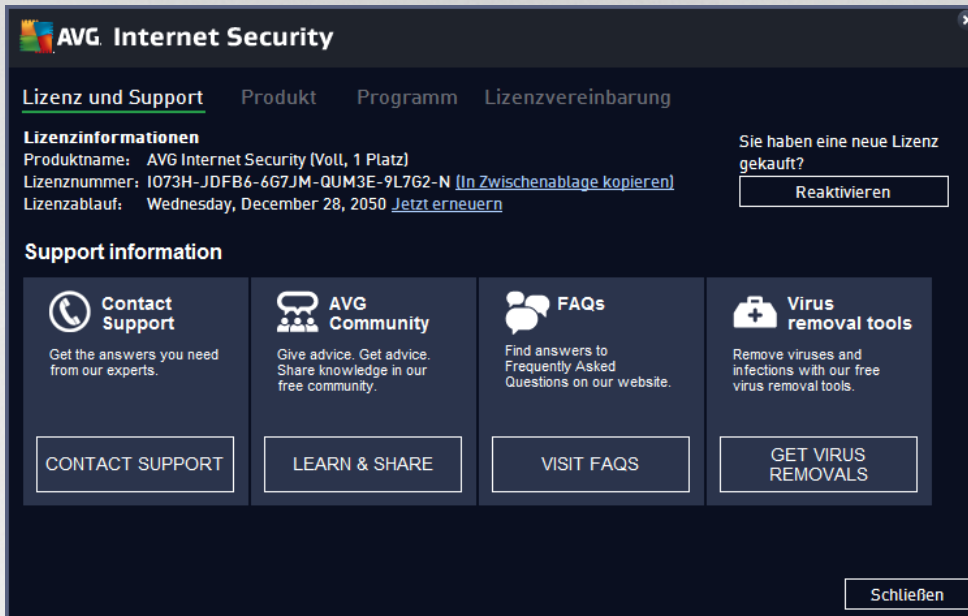 AVG. Internet Security
Lizenz und Support Produkt Programm Lizenzvereinbarung
Lizenzinformationen
Produktname: AVG Internet Security (Voll, 1 Platz)
Lizenznummer: IO73H-JDFB6-6G7JM-QUM3E-9L7G2-N (In Zwischenablage kopieren)
Lizenzablauf: Wednesday, December 28, 2050 Jetzt erneuern
Sie haben eine neue Lizenz
gekauft?
Reaktivieren
Support information
Contact
Support
Get the answers you need
from our experts.
CONTACT SUPPORT
AVG
Community
Give advice. Get advice.
Share knowledge in our
free community.
LEARN & SHARE
FAQs
Find answers to
Frequently Asked
Questions on our website.
VISIT FAQS
Virus
removal tools
Remove viruses and
infections with our free
virus removal tools.
GET VIRUS
REMOVALS
Schließen